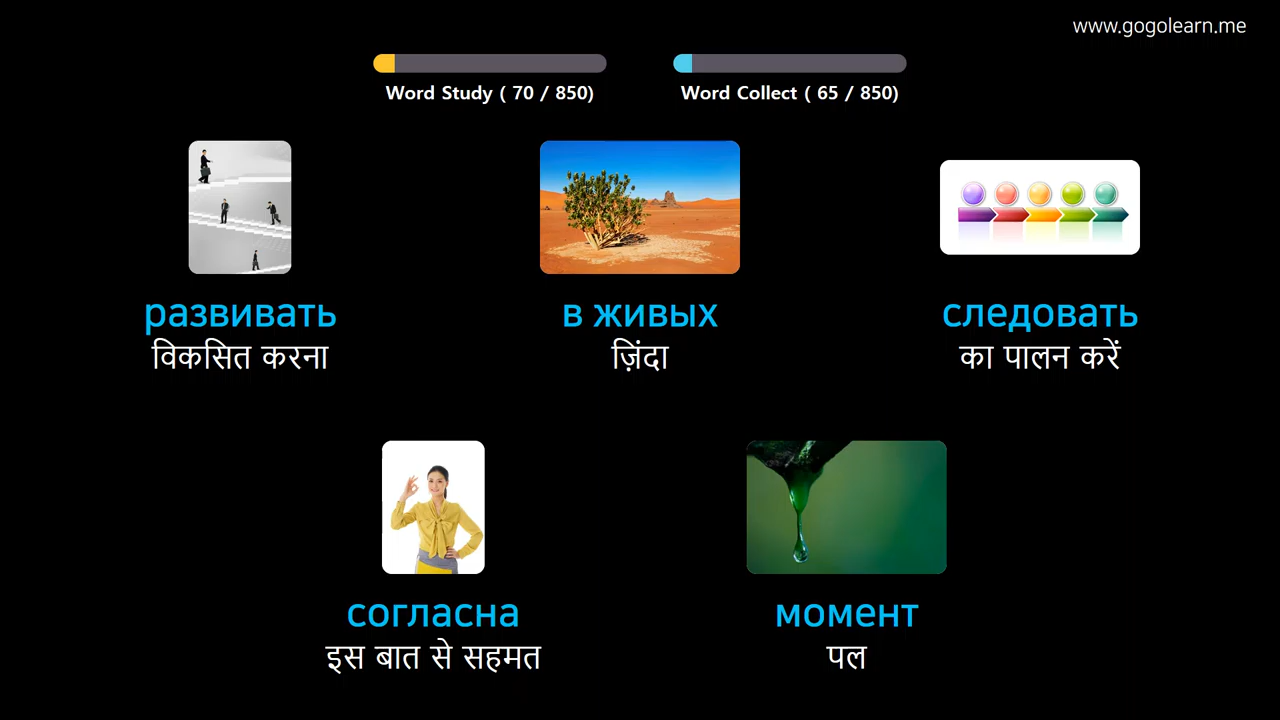 www.gogolearn.me
Word Study ( 70 / 850)
Word Collect ( 65 / 850)
развивать
विकसित करना
в живых
ज़िंदा
следовать
का पालन करें
согласна
इस बात से सहमत
момент
पल